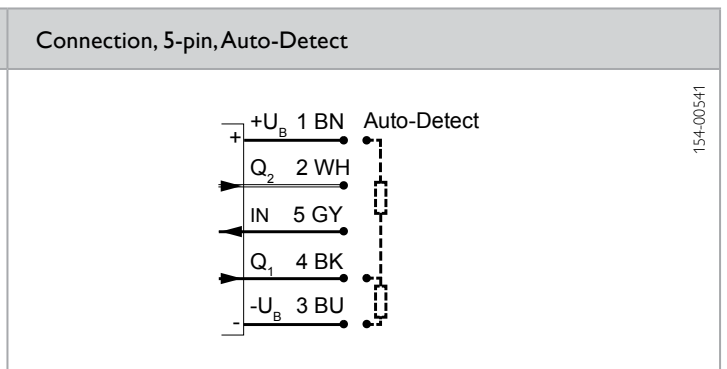 Connection, 5-pin, Auto-Detect
+U_B 1 BN Auto-Detect
+
Q_2 2 WH
IN 5 GY
Q_1 4 BK
-U_B 3 BU
-
154-00541